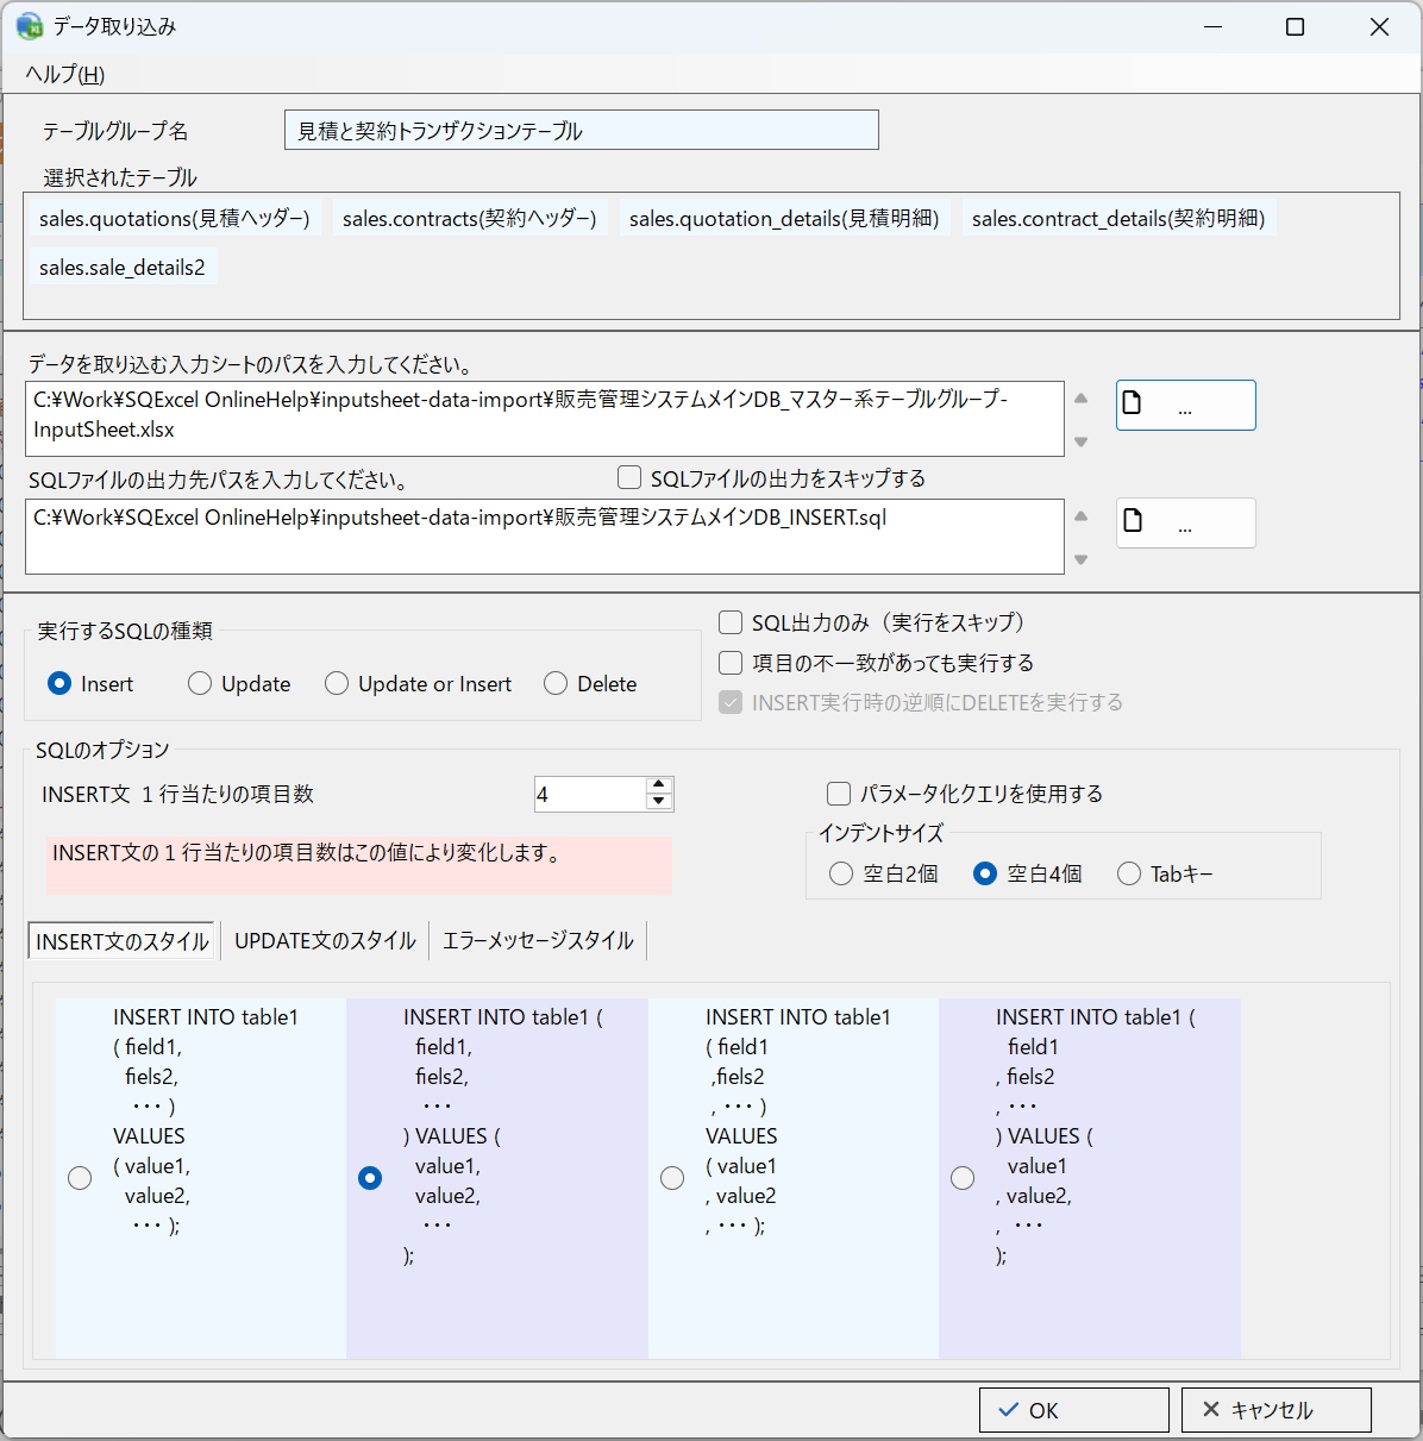 データ取り込み
ヘルプ(H)
テーブルグループ名
見積と契約トランザクションテーブル
選択されたテーブル
sales.quotations(見積ヘッダー) sales.contracts(契約ヘッダー) sales.quotation_details(見積明細) sales.contract_details(契約明細)
sales.sale_details2
データを取り込む入力シートのパスを入力してください。
C:¥Work¥SQExcel OnlineHelp¥inputsheet-data-import¥販売管理システムメインDB_マスター系テーブルグループ-
InputSheet.xlsx
...
SQLファイルの出力先パスを入力してください。
SQLファイルの出力をスキップする
C:¥Work¥SQExcel OnlineHelp¥inputsheet-data-import¥販売管理システムメインDB_INSERT.sql
...
実行するSQLの種類
Insert Update Update or Insert Delete
SQL出力のみ（実行をスキップ）
項目の不一致があっても実行する
INSERT実行時の逆順にDELETEを実行する
SQLのオプション
INSERT文 １行当たりの項目数
4
パラメータ化クエリを使用する
INSERT文の１行当たりの項目数はこの値により変化します。
インデントサイズ
空白2個 空白4個 Tabキー
INSERT文のスタイル UPDATE文のスタイル エラーメッセージスタイル
INSERT INTO table1
( field1,
fiels2,
･･･ )
VALUES
( value1,
value2,
･･･ );
INSERT INTO table1 (
field1,
fiels2,
･･･
) VALUES (
value1,
value2,
･･･
);
INSERT INTO table1
( field1
,fiels2
, ･･･ )
VALUES
( value1
, value2
, ･･･ );
INSERT INTO table1 (
field1
, fiels2
, ･･･
) VALUES (
value1
, value2,
, ･･･
);
OK
キャンセル